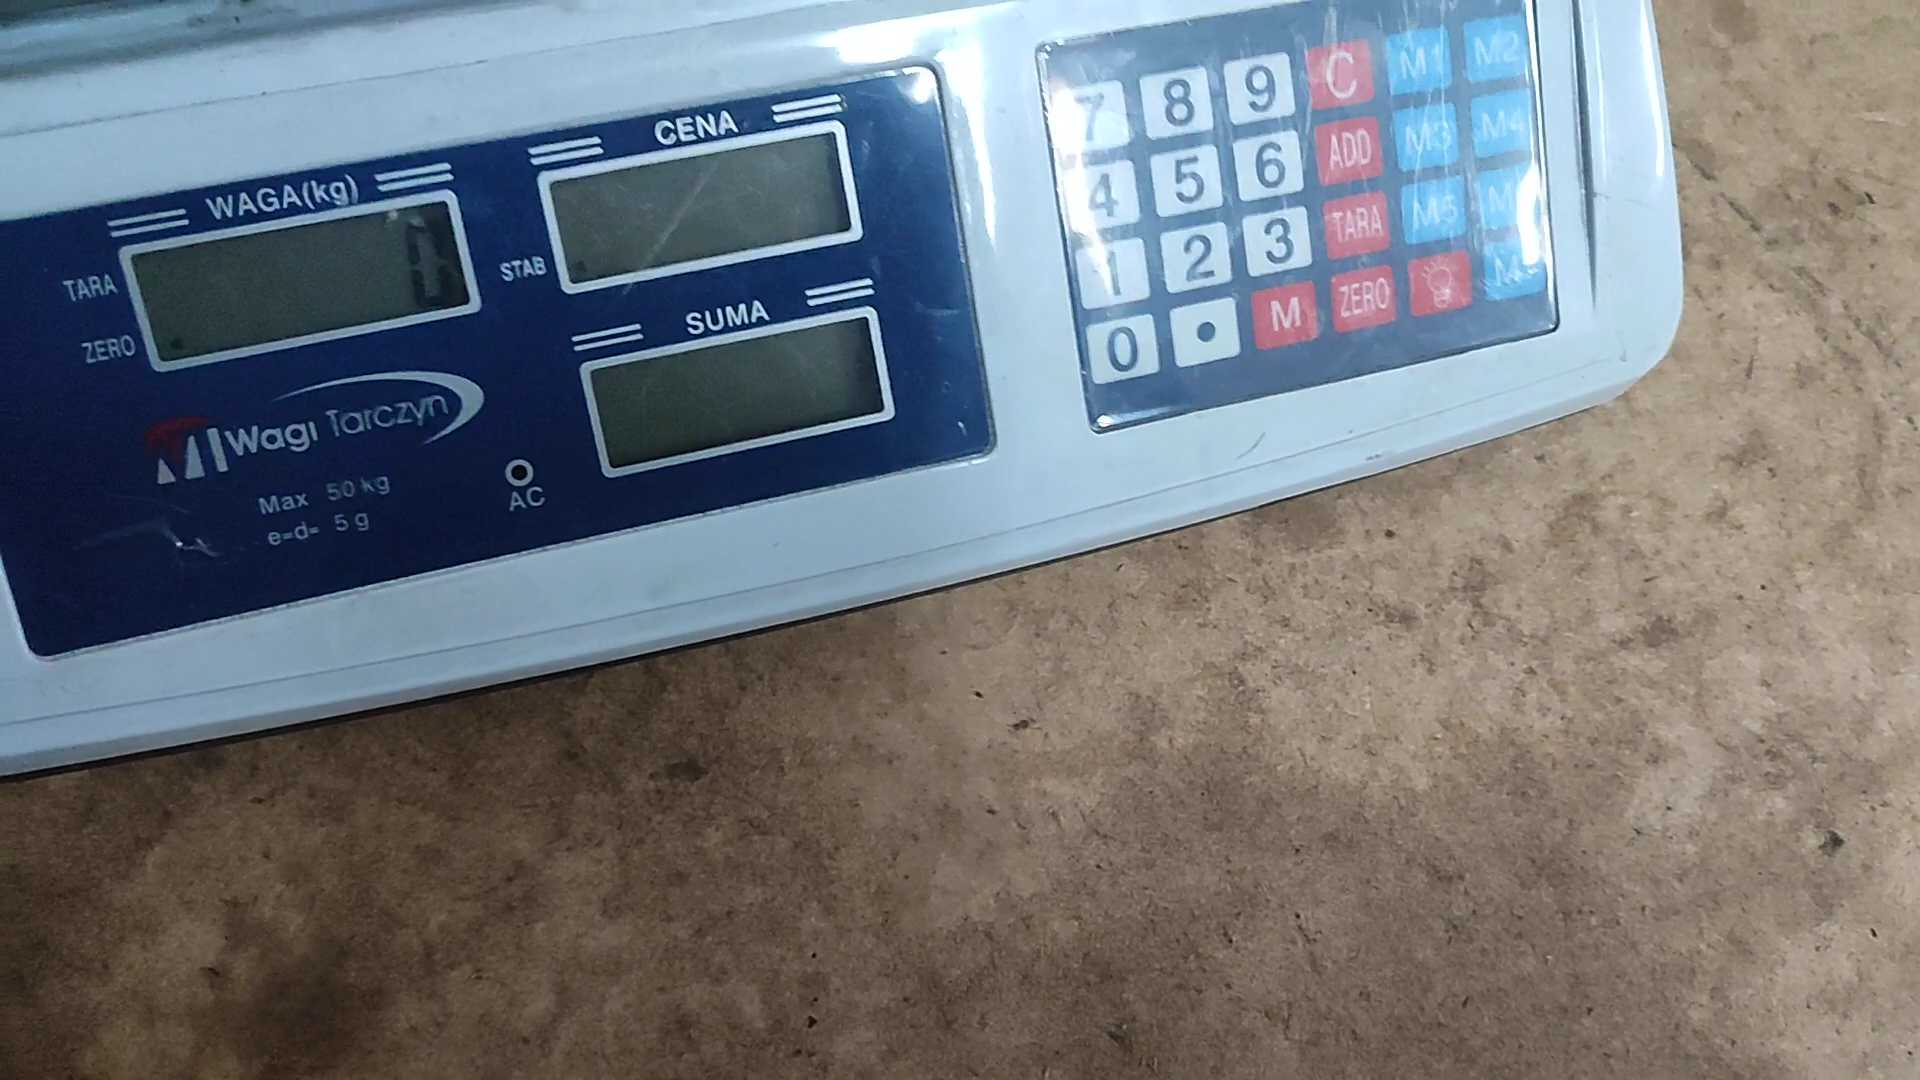 WAGA(kg)
TARA
ZERO
0
CENA
STAB
SUMA
Wagi Tarczyn
Max 50 kg
e=d= 5 g
AC
7 8 9 C M1 M2
4 5 6 ADD M3 M4
1 2 3 TARA M5
0 • M ZERO